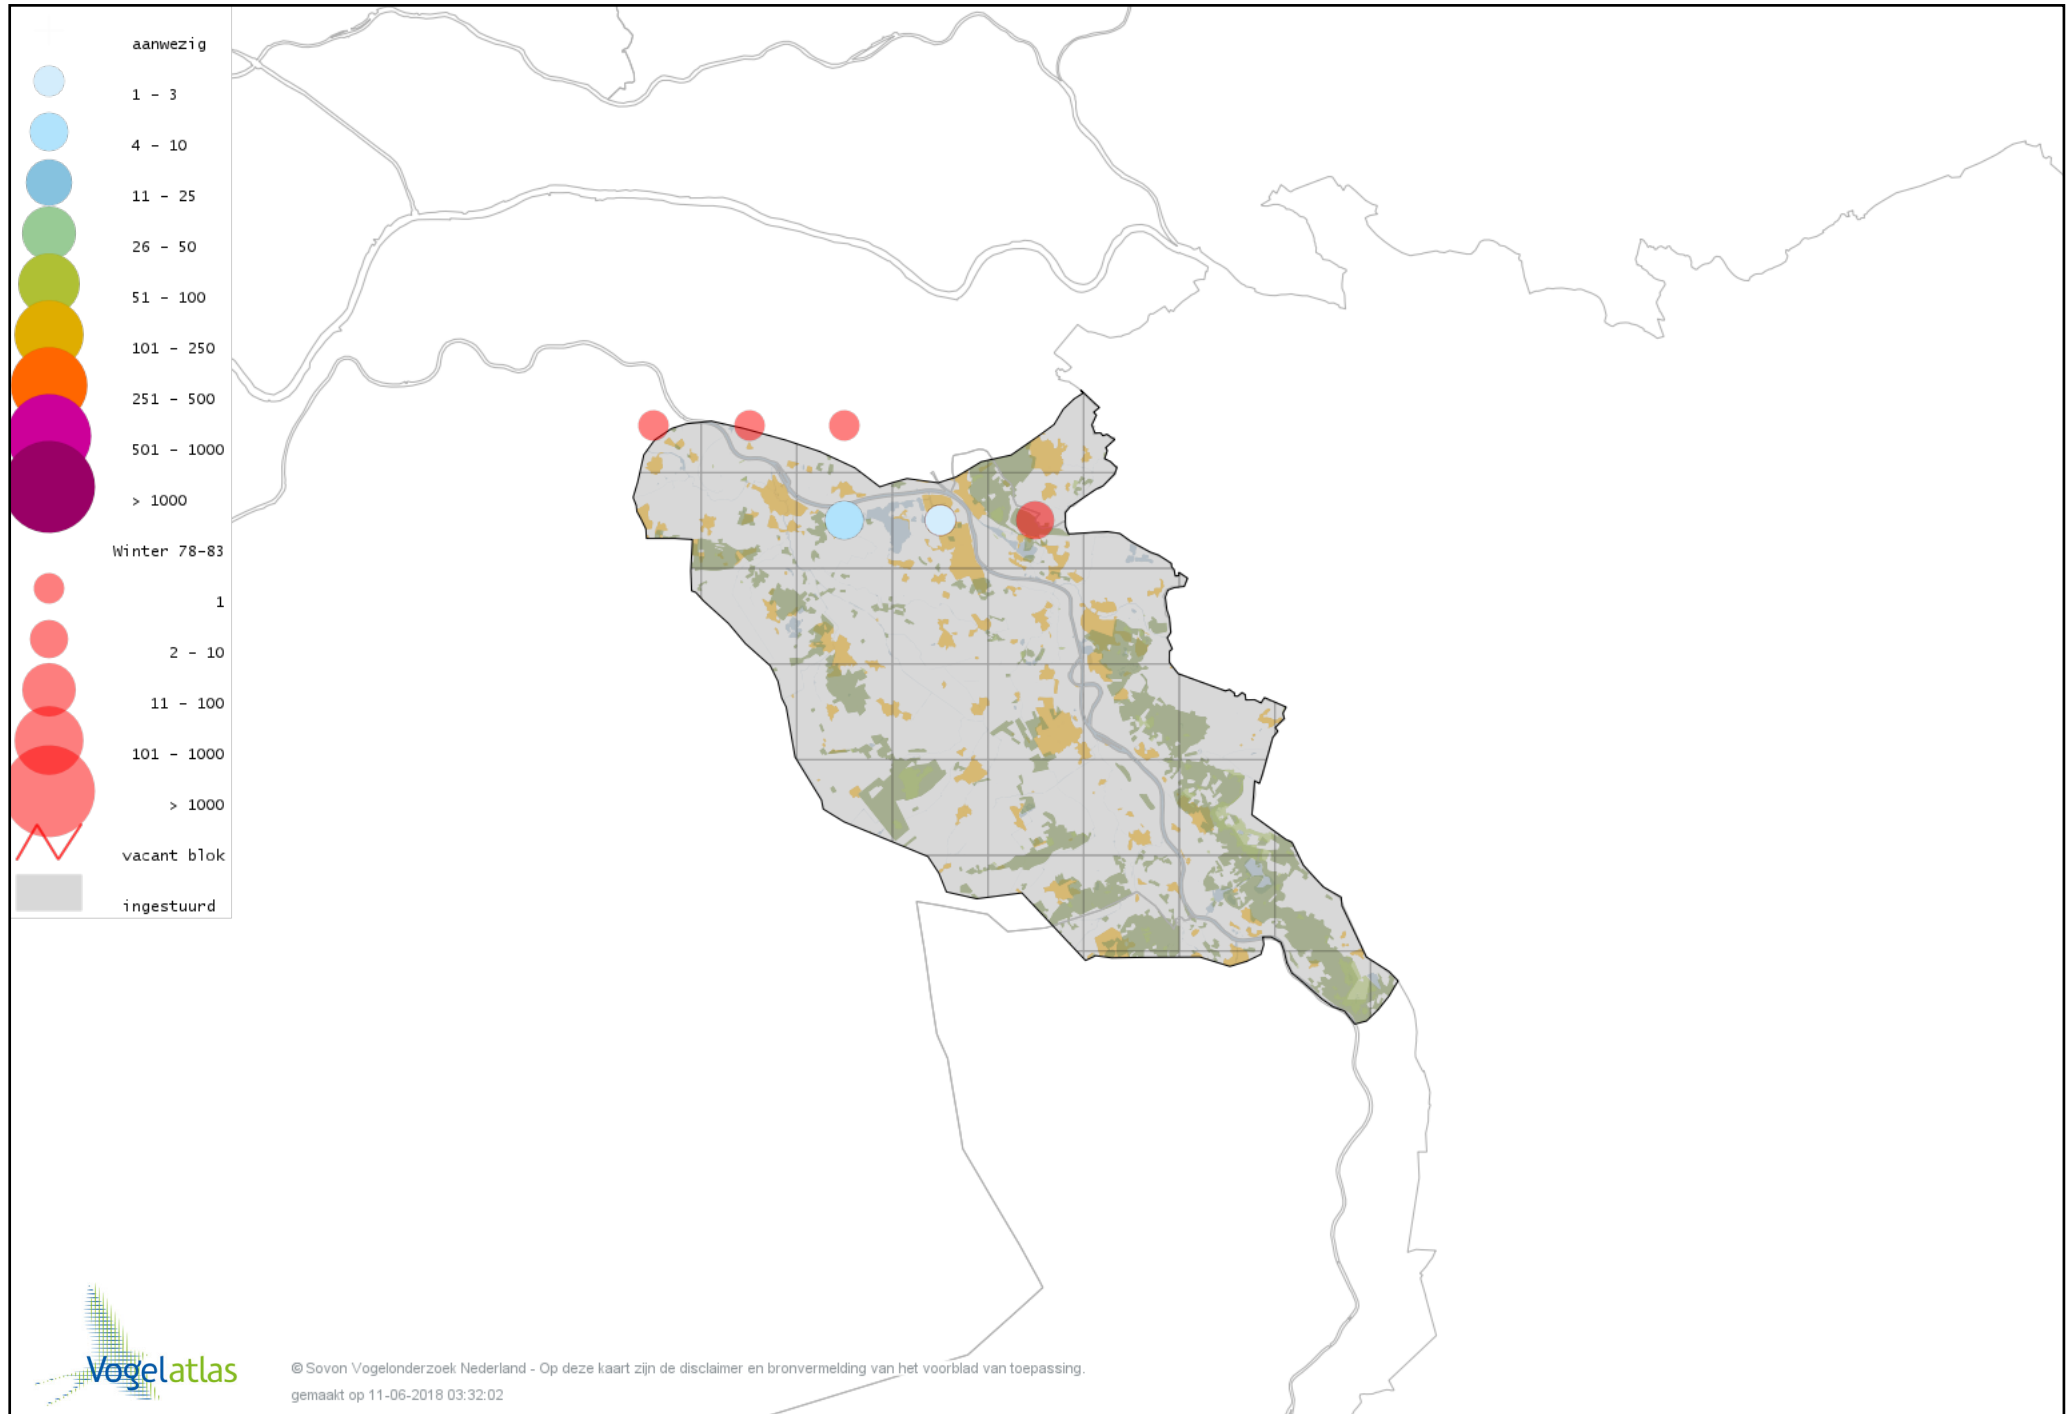 aanwezig
1 - 3
4 - 10
11 - 25
26 - 50
51 - 100
101 - 250
251 - 500
501 - 1000
> 1000
Winter 78-83
1
2 - 10
11 - 100
101 - 1000
> 1000
vacant blok
ingestuurd
Vogelatlas
© Sovon Vogelonderzoek Nederland - Op deze kaart zijn de disclaimer en bronvermelding van het voorblad van toepassing.
gemaakt op 11-06-2018 03:32:02